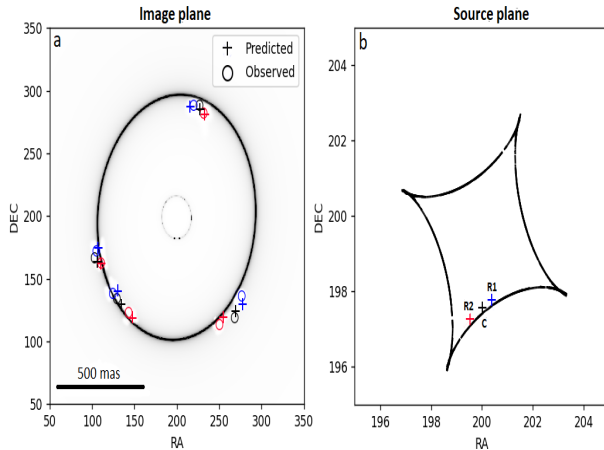 Image plane
Source plane
a
+ Predicted
O Observed
350
300
250
200
150
100
50
DEC
500 mas
50
100
150
200
250
300
350
RA
b
204
202
200
198
196
DEC
R1
R2
C
196
198
200
202
204
RA